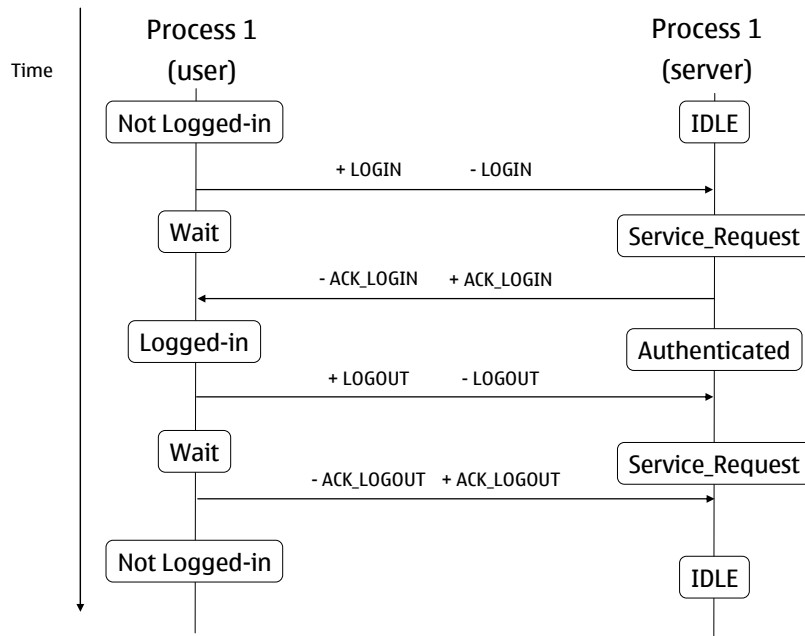 Time
Process 1
(user)
Process 1
(server)
Not Logged-in
IDLE
+ LOGIN - LOGIN
Wait
Service_Request
- ACK_LOGIN + ACK_LOGIN
Logged-in
Authenticated
+ LOGOUT - LOGOUT
Wait
Service_Request
- ACK_LOGOUT + ACK_LOGOUT
Not Logged-in
IDLE